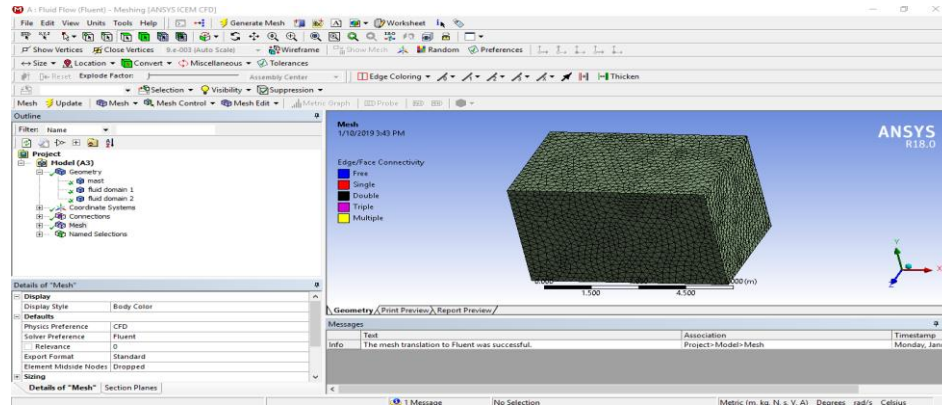 A : Fluid Flow (Fluent) - Meshing [ANSYS ICEM CFD]
File Edit View Units Tools Help Generate Mesh Worksheet
Show Vertices Close Vertices 9.e-003 (Auto Scale) Wireframe Show Mesh Random Preferences
Size Location Convert Miscellaneous Tolerances
Reset Explode Factor: Assembly Center Edge Coloring Thicken
Selection Visibility Suppression
Mesh Update Mesh Mesh Control Mesh Edit Metric Graph Probe
Outline
Filter: Name
Project
Model (A3)
Geometry
mast
fluid domain 1
fluid domain 2
Coordinate Systems
Connections
Mesh
Named Selections
Details of "Mesh"
Display
Display Style Body Color
Defaults
Physics Preference CFD
Solver Preference Fluent
Relevance 0
Export Format Standard
Element Midside Nodes Dropped
Sizing
Details of "Mesh" Section Planes
Mesh
1/10/2019 3:43 PM
Edge/Face Connectivity
Free
Single
Double
Triple
Multiple
ANSYS
R18.0
Y
X
Z
0.000 (m)
1.500 4.500
Geometry Print Preview Report Preview
Messages
Text Association Timestamp
Info The mesh translation to Fluent was successful. Project>Model>Mesh Monday, Jan
1 Message No Selection Metric (m, kg, N, s, V, A) Degrees rad/s Celsius